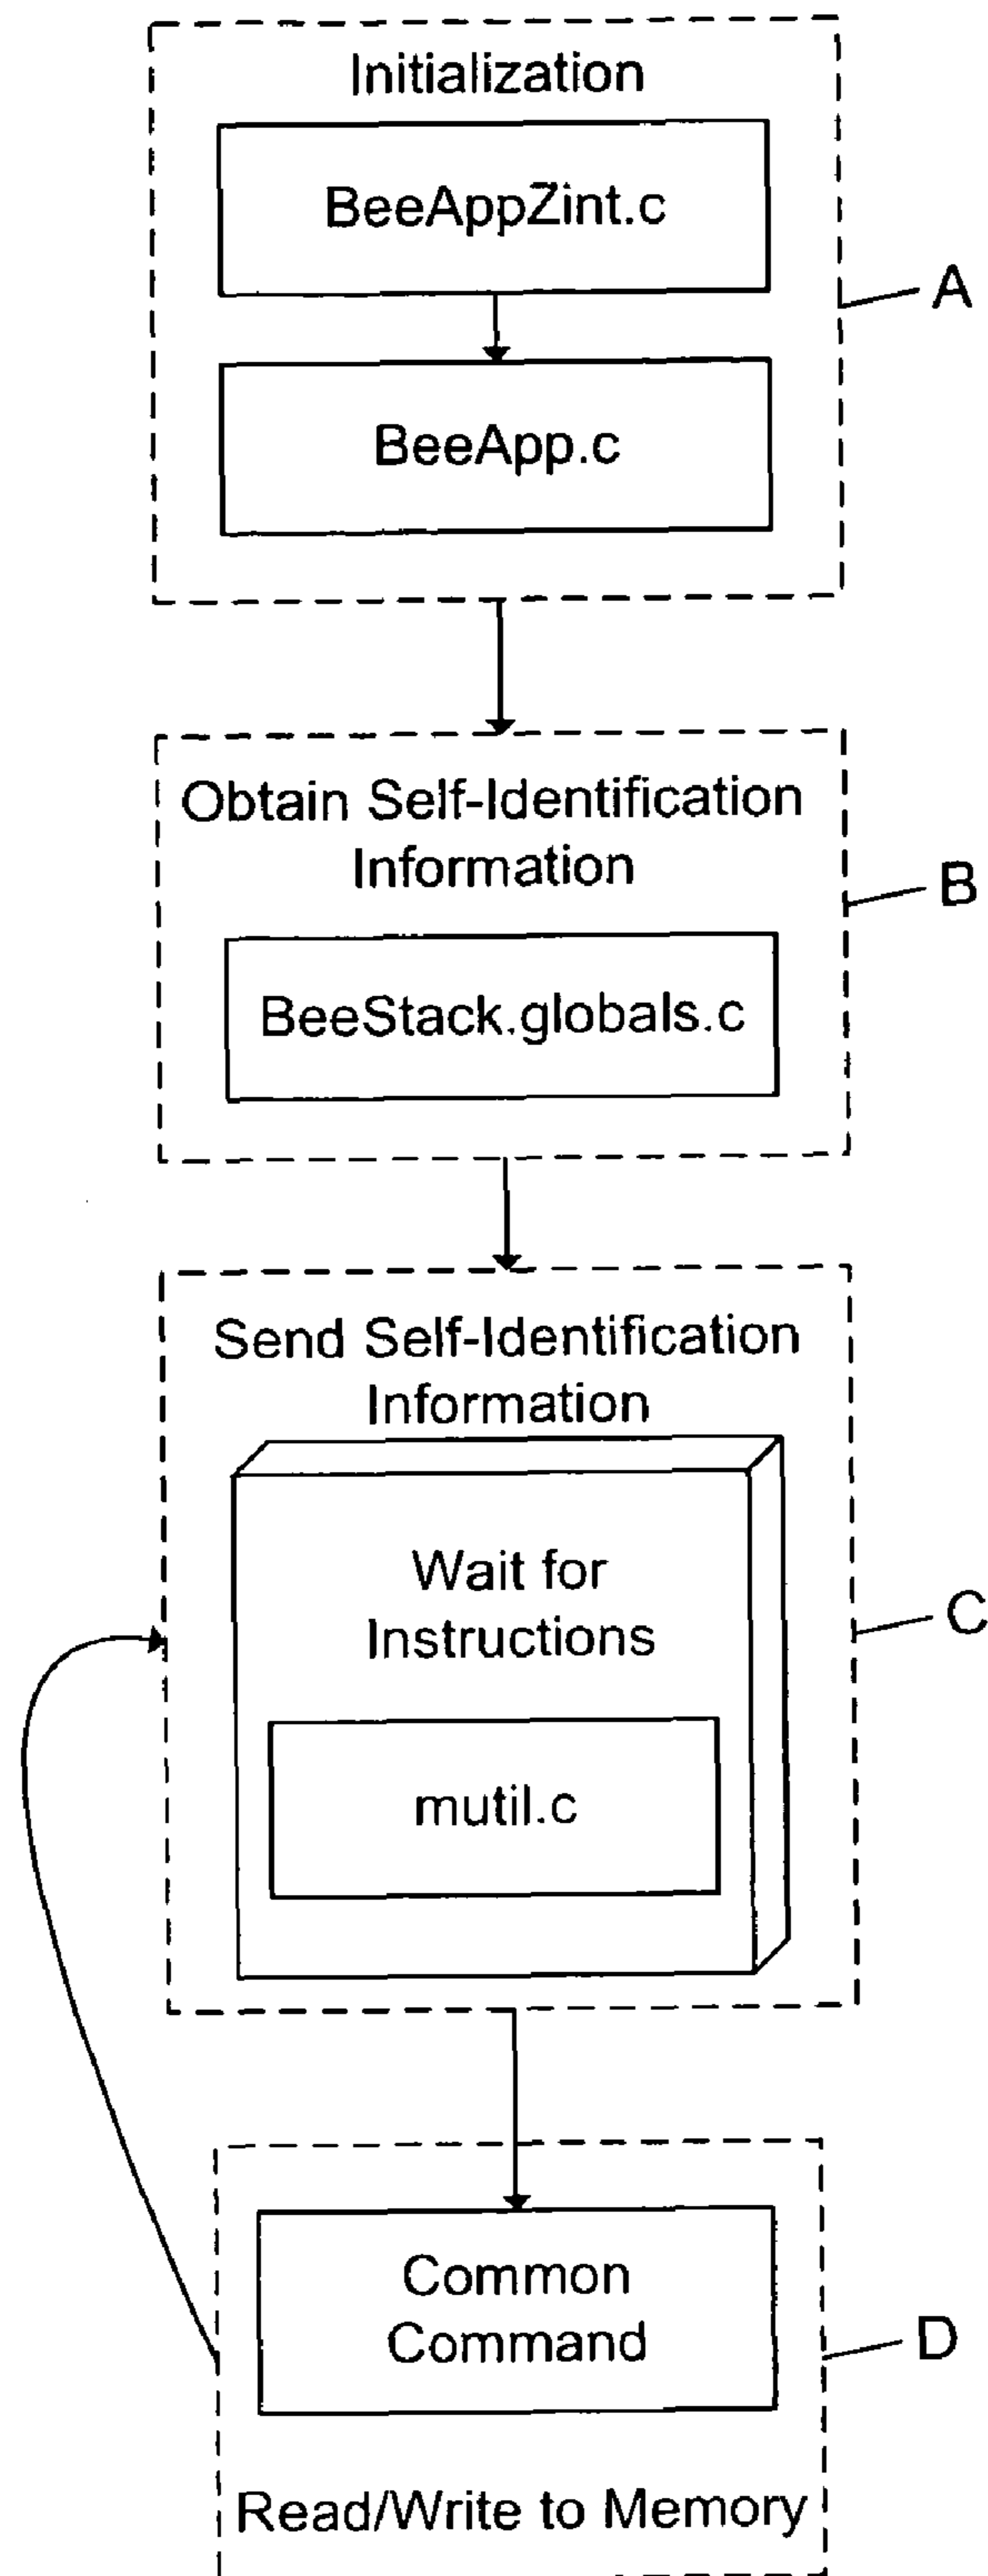 Initialization
BeeAppZint.c
A
BeeApp.c
Obtain Self-Identification
Information
B
BeeStack.globals.c
Send Self-Identification
Information
Wait for
Instructions
C
mutil.c
Common
Command
D
Read/Write to Memory